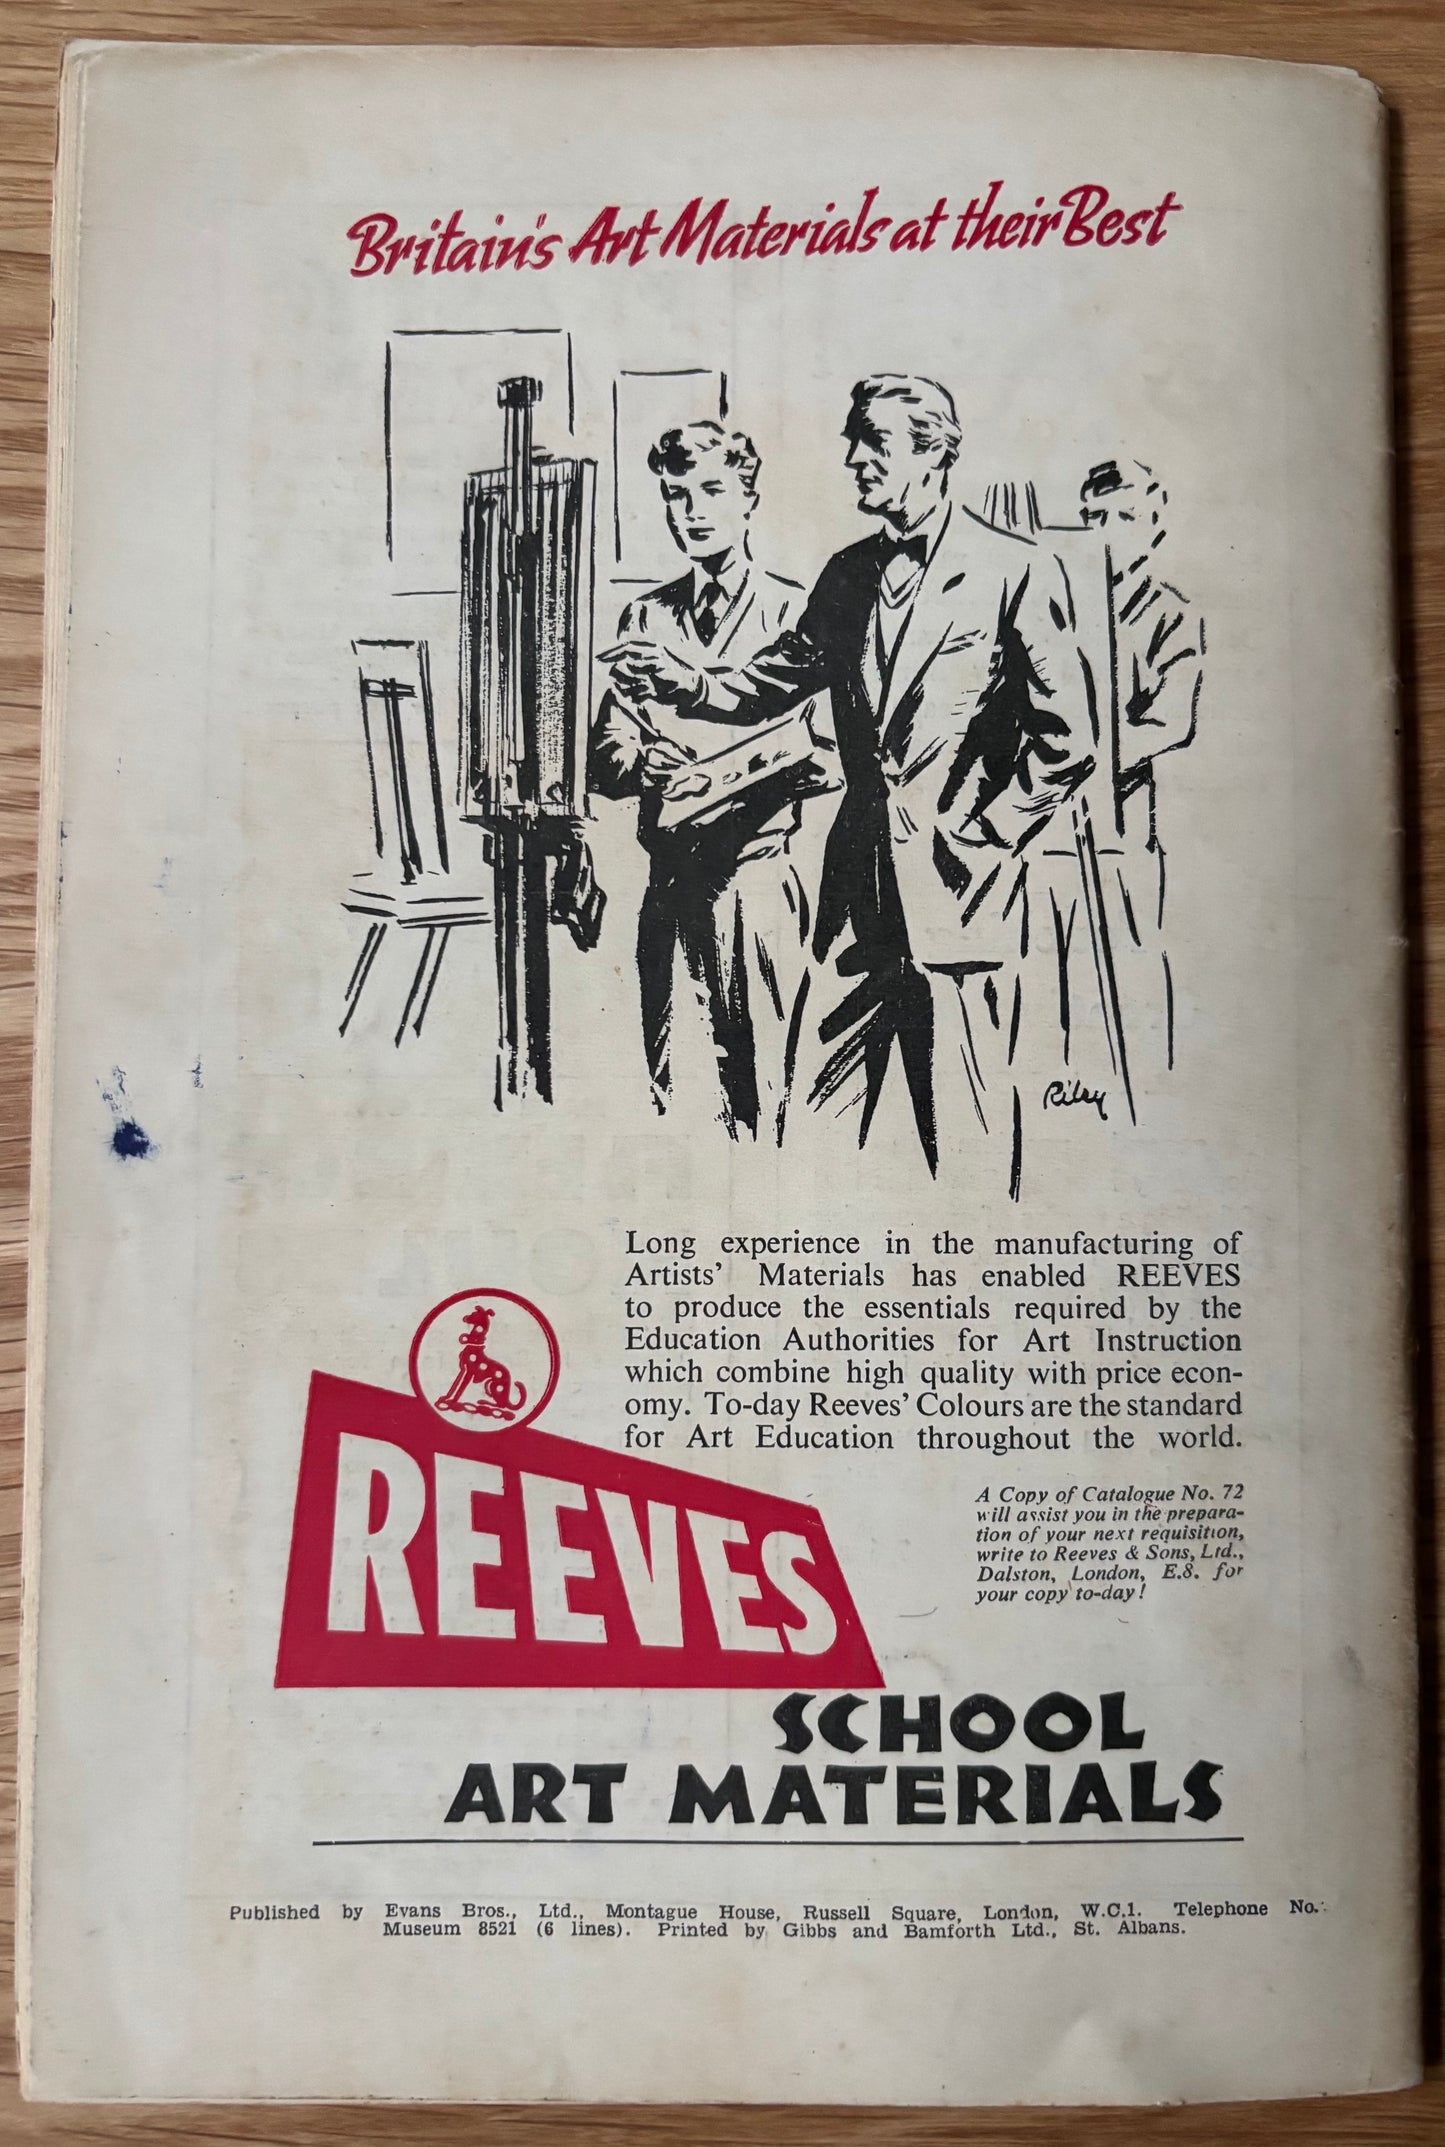 Britain's Art Materials at their Best
Riley
Long experience in the manufacturing of
Artists' Materials has enabled REEVES
to produce the essentials required by the
Education Authorities for Art Instruction
which combine high quality with price econ-
omy. To-day Reeves' Colours are the standard
for Art Education throughout the world.
REEVES
A Copy of Catalogue No. 72
will assist you in the prepara-
tion of your next requisition,
write to Reeves & Sons, Ltd.,
Dalston, London, E.8. for
your copy to-day!
SCHOOL
ART MATERIALS
Published by Evans Bros., Ltd., Montague House, Russell Square, London, W.C.1. Telephone No.:
Museum 8521 (6 lines). Printed by Gibbs and Bamforth Ltd., St. Albans.